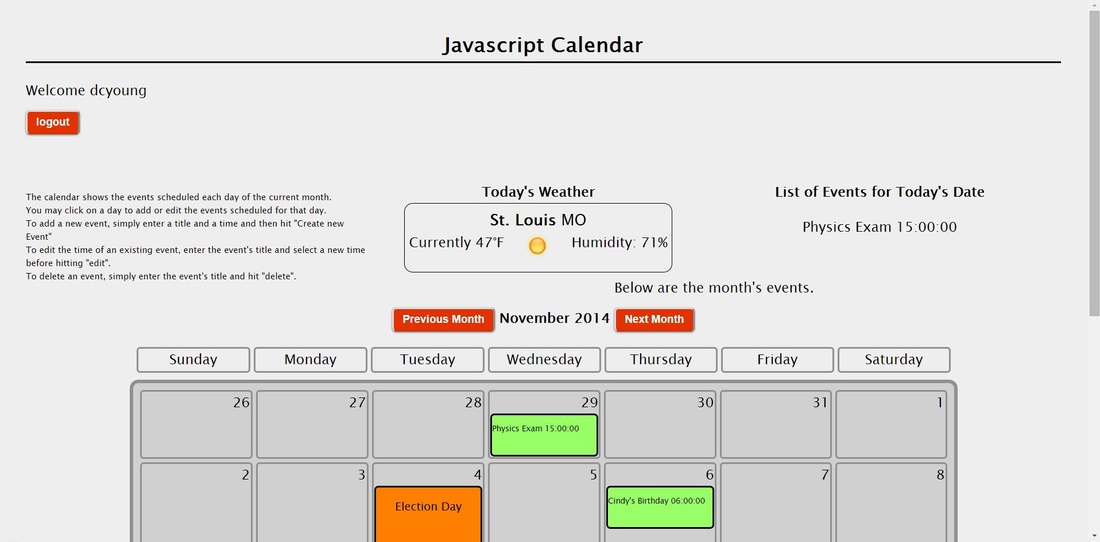 Javascript Calendar
Welcome dcyoung
logout
The calendar shows the events scheduled each day of the current month.
You may click on a day to add or edit the events scheduled for that day.
To add a new event, simply enter a title and a time and then hit "Create new
Event"
To edit the time of an existing event, enter the event's title and select a new time
before hitting "edit".
To delete an event, simply enter the event's title and hit "delete".
Today's Weather
St. Louis MO
Currently 47°F Humidity: 71%
List of Events for Today's Date
Physics Exam 15:00:00
Below are the month's events.
Previous Month November 2014 Next Month
Sunday Monday Tuesday Wednesday Thursday Friday Saturday
26 27 28 29 30 31 1
Physics Exam 15:00:00
2 3 4 5 6 7 8
Election Day
Cindy's Birthday 06:00:00